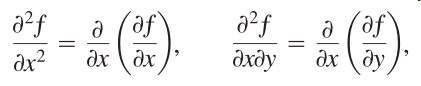 ∂²f/∂x² = ∂/∂x (∂f/∂x), ∂²f/∂x∂y = ∂/∂x (∂f/∂y),